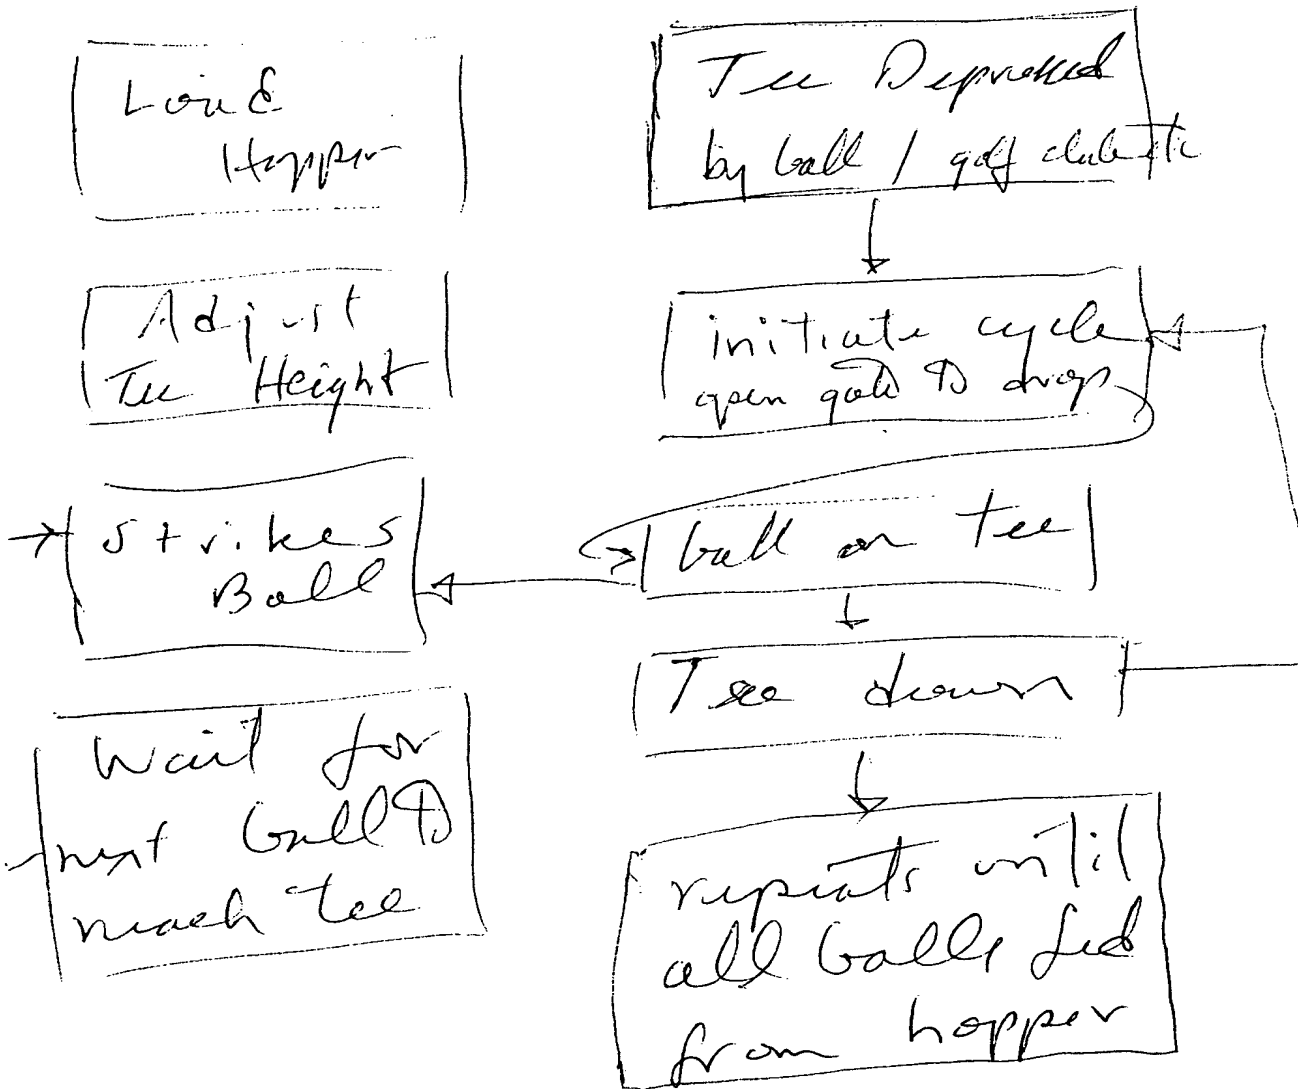 Load
Hopper
Adjust
Tee Height
Strikes
Ball
Wait for
next ball to
reach tee
Tee Depressed
by ball / golf club etc
initiate cycle
open gate to drop
ball on tee
Tee down
repeats until
all balls fed
from hopper